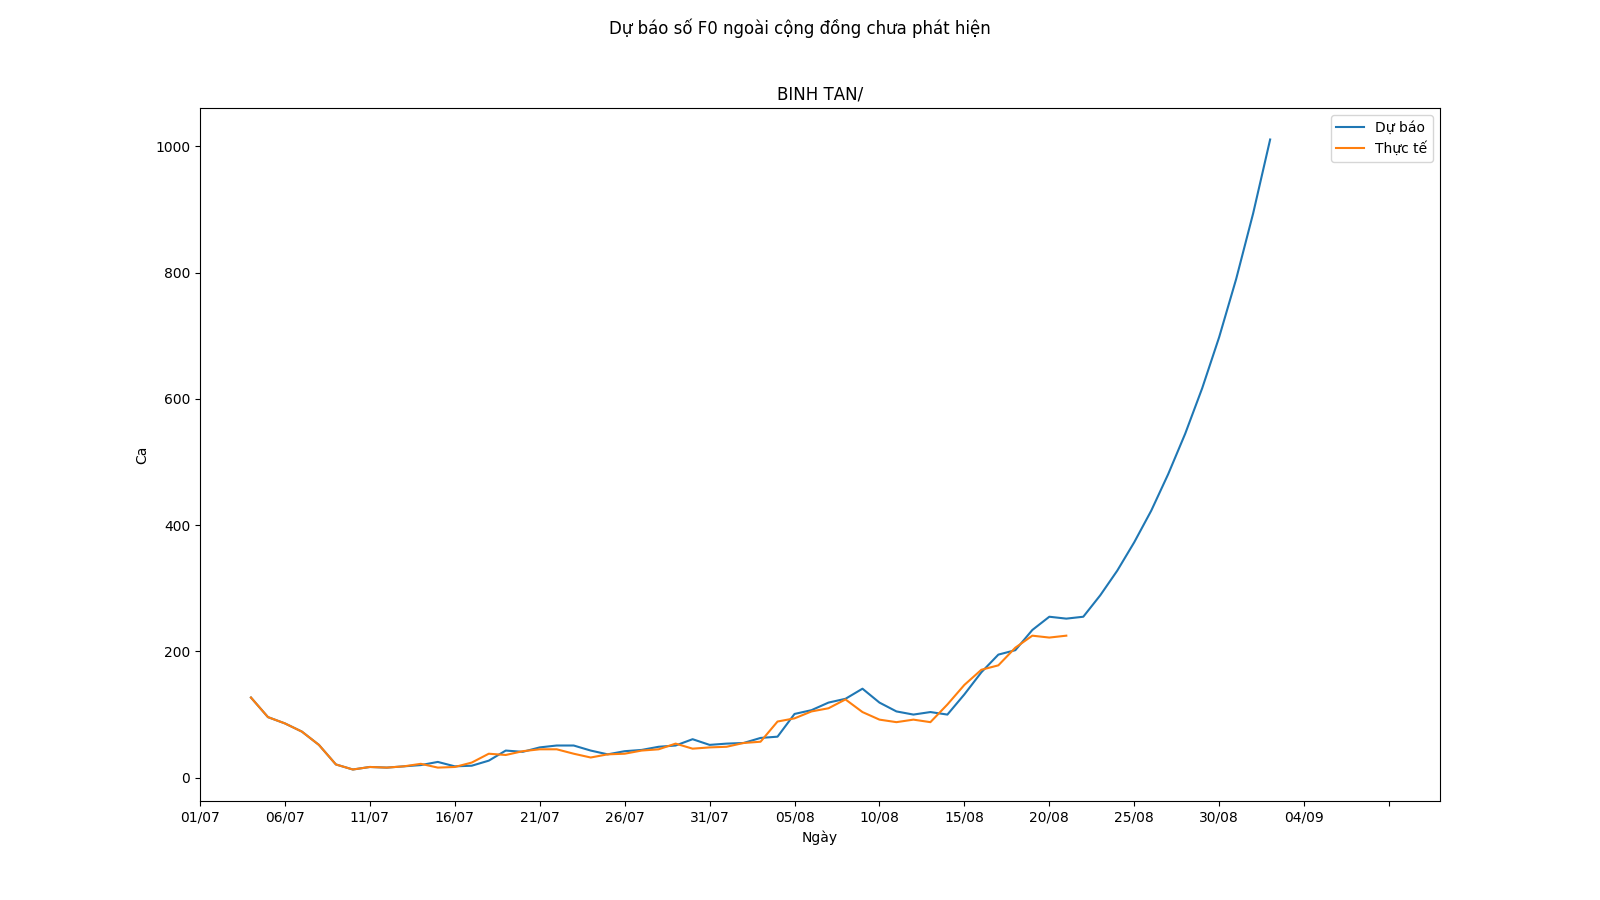 Dự báo số F0 ngoài cộng đồng chưa phát hiện
BINH TAN/
Dự báo
Thực tế
1000
800
600
400
200
0
Ca
01/07 06/07 11/07 16/07 21/07 26/07 31/07 05/08 10/08 15/08 20/08 25/08 30/08 04/09
Ngày